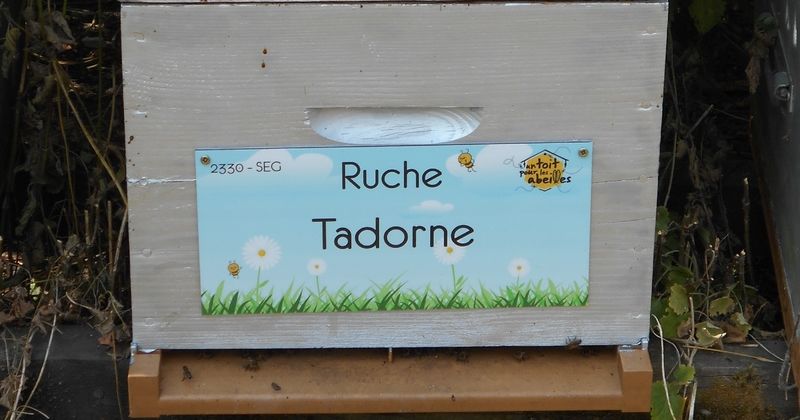 2330 - SEG
Ruche
Tadorne
un toit
pour les
abeilles